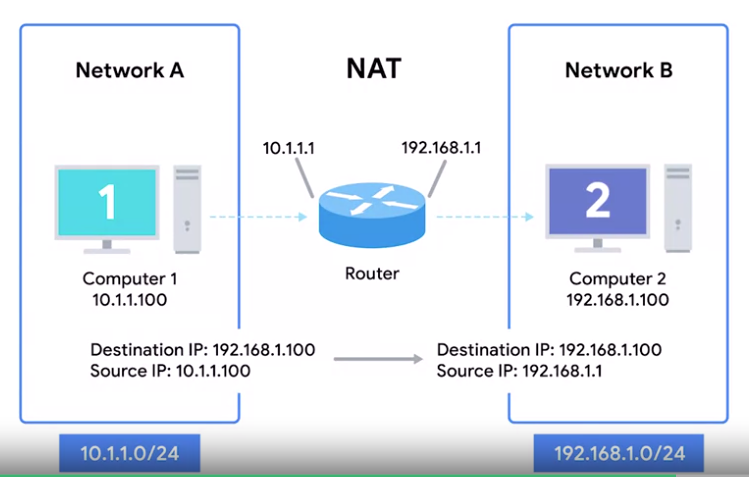 Network A
NAT
Network B
10.1.1.1
192.168.1.1
1
2
Router
Computer 1
10.1.1.100
Computer 2
192.168.1.100
Destination IP: 192.168.1.100
Source IP: 10.1.1.100
Destination IP: 192.168.1.100
Source IP: 192.168.1.1
10.1.1.0/24
192.168.1.0/24